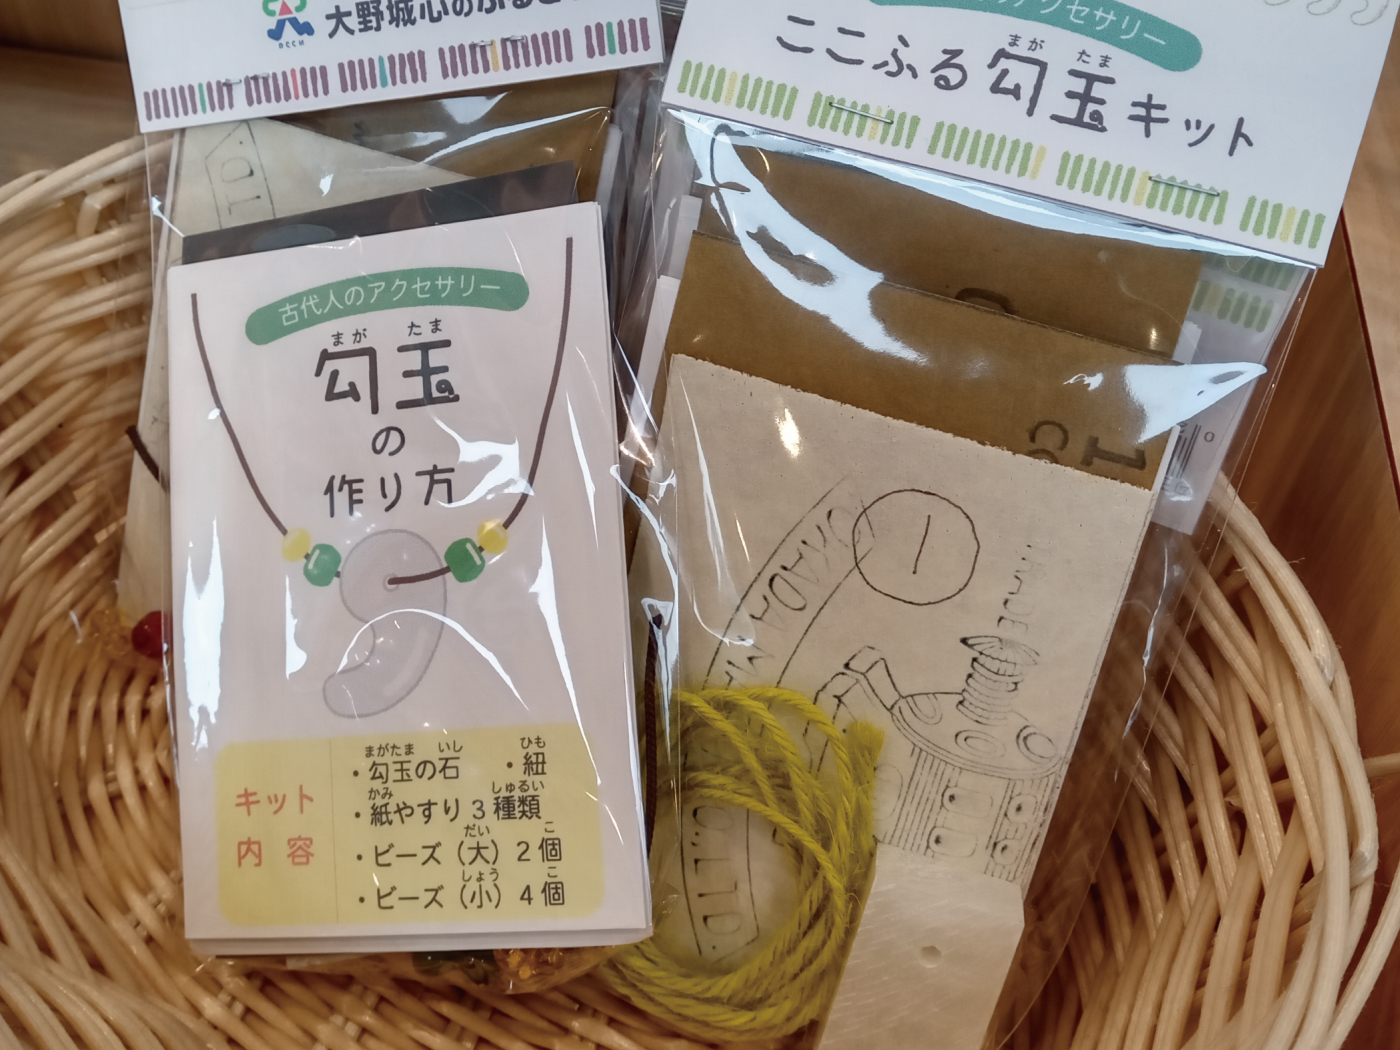 OCCM
大野城心のふるさ
アクセサリー
まが たま
ここふる勾玉キット
古代人のアクセサリー
まが たま
勾玉
の
作り方
キット
内容
まがたま いし ひも
・勾玉の石 ・紐
かみ しゅるい
・紙やすり3種類
だい こ
・ビーズ（大）2個
しょう こ
・ビーズ（小）4個
1
LTD.